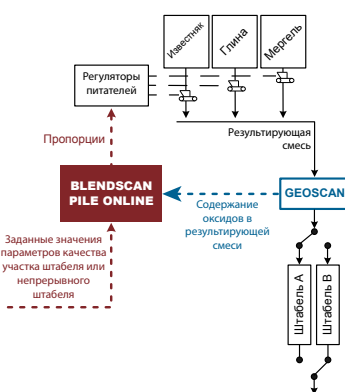 Известняк
Глина
Мергель
Регуляторы
питателей
Пропорции
Результирующая
смесь
BLENDSCAN
PILE ONLINE
GEOSCAN
Содержание
оксидов в
результирующей
смеси
Заданные значения
параметров качества
участка штабеля или
непрерывного
штабеля
Штабель А
Штабель В